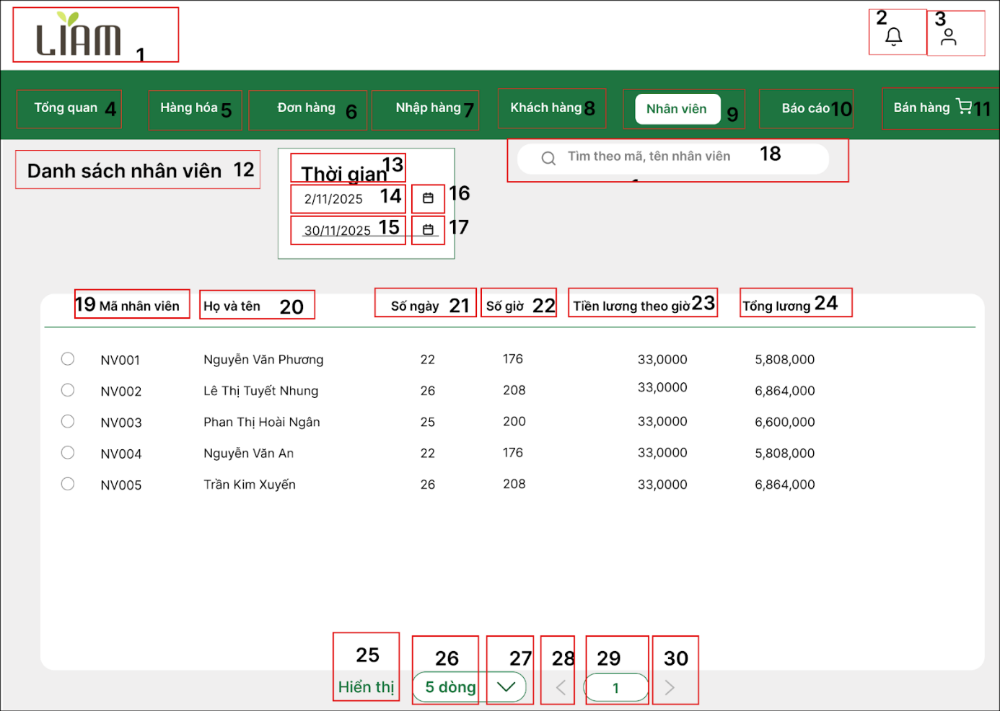 LIAM 1
2
3
Tổng quan 4
Hàng hóa 5
Đơn hàng 6
Nhập hàng 7
Khách hàng 8
Nhân viên 9
Báo cáo 10
Bán hàng 11
Danh sách nhân viên 12
Thời gian 13
2/11/2025 14
16
30/11/2025 15
17
Tìm theo mã, tên nhân viên 18
19 Mã nhân viên
Họ và tên 20
Số ngày 21
Số giờ 22
Tiền lương theo giờ 23
Tổng lương 24
NV001 Nguyễn Văn Phương 22 176 33,0000 5,808,000
NV002 Lê Thị Tuyết Nhung 26 208 33,0000 6,864,000
NV003 Phan Thị Hoài Ngân 25 200 33,0000 6,600,000
NV004 Nguyễn Văn An 22 176 33,0000 5,808,000
NV005 Trần Kim Xuyến 26 208 33,0000 6,864,000
25 26 27 28 29 30
Hiển thị 5 dòng 1